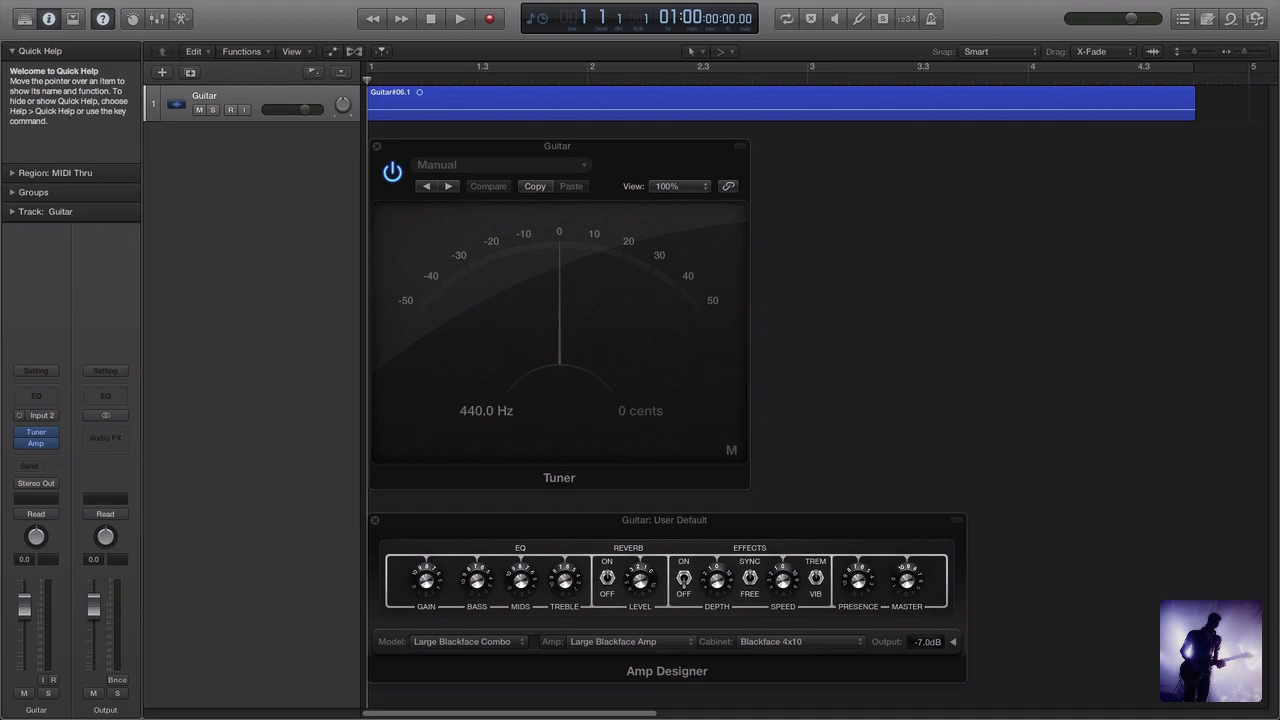 1 1 1 1 01:00:00:00.00
1234
Quick Help
Edit Functions View
Snap: Smart Drag: X-Fade
Welcome to Quick Help
Move the pointer over an item to
show its name and function. To
hide or show Quick Help, choose
Help > Quick Help or use the key
command.
1 1.3 2 2.3 3 3.3 4 4.3 5
1 Guitar
M S R I
Guitar#06.1
Region: MIDI Thru
Groups
Track: Guitar
Guitar
Manual
Compare Copy Paste View: 100%
-50 -40 -30 -20 -10 0 10 20 30 40 50
440.0 Hz 0 cents
M
Tuner
Setting Setting
EQ EQ
Input 2
Tuner
Amp
Audio FX
Send
Stereo Out
Read Read
0.0 0.0
I R Bnce
M S M S
Guitar Output
Guitar: User Default
EQ REVERB EFFECTS
ON ON SYNC TREM
OFF OFF FREE VIB
GAIN BASS MIDS TREBLE LEVEL DEPTH SPEED PRESENCE MASTER
Model: Large Blackface Combo Amp: Large Blackface Amp Cabinet: Blackface 4x10 Output: -7.0dB
Amp Designer